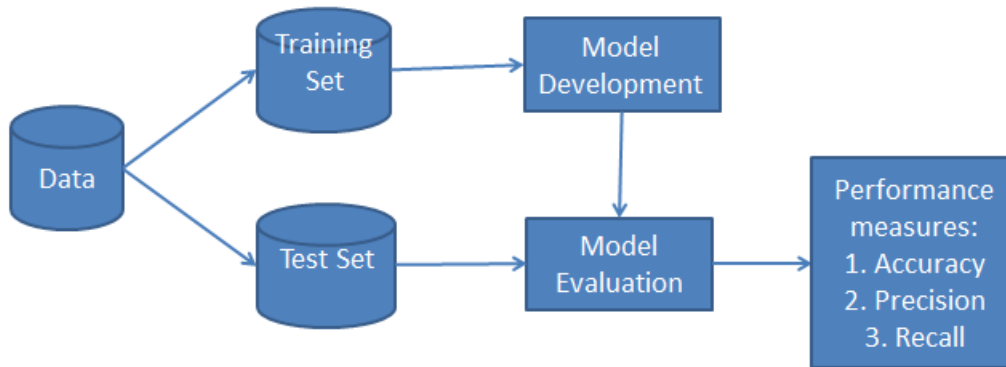 Data
Training
Set
Test Set
Model
Development
Model
Evaluation
Performance
measures:
1. Accuracy
2. Precision
3. Recall